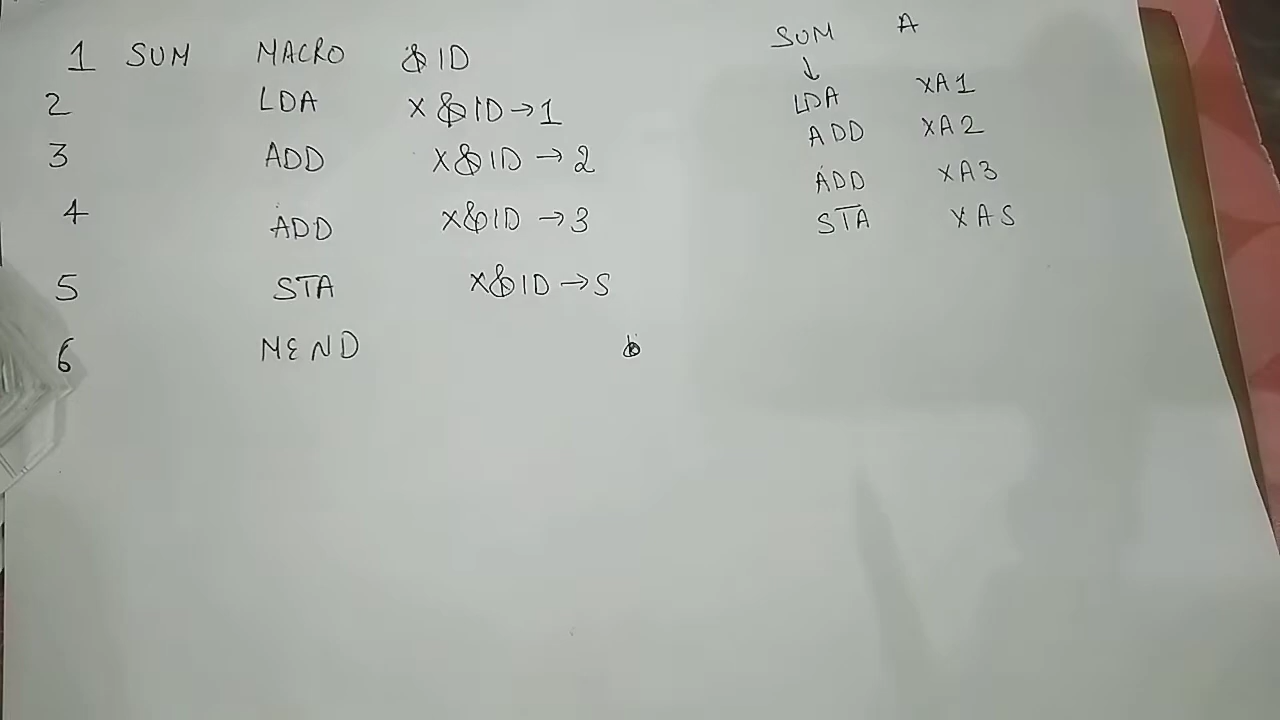 1 SUM MACRO &ID
2 LDA X&ID→1
3 ADD X&ID→2
4 ADD X&ID→3
5 STA X&ID→S
6 MEND
SUM A
↓
LDA XA1
ADD XA2
ADD XA3
STA XAS